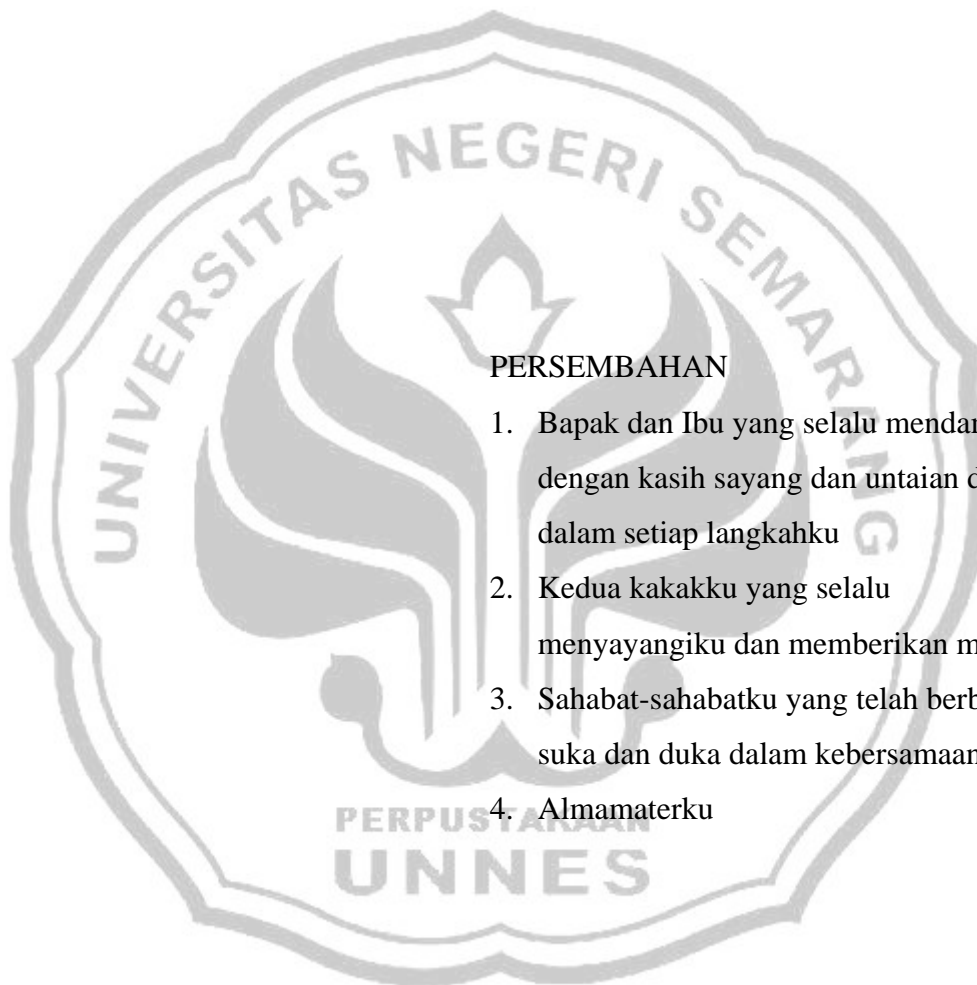 UNIVERSITAS NEGERI SEMARANG
PERSEMBAHAN
1. Bapak dan Ibu yang selalu
dengan kasih sayang dan untaian
dalam setiap langkahku
2. Kedua kakakku yang selalu
menyayangiku dan memberikan
3. Sahabat-sahabatku yang telah
suka dan duka dalam kebersamaan
4. Almamaterku
PERPUSTAKAAN
UNNES